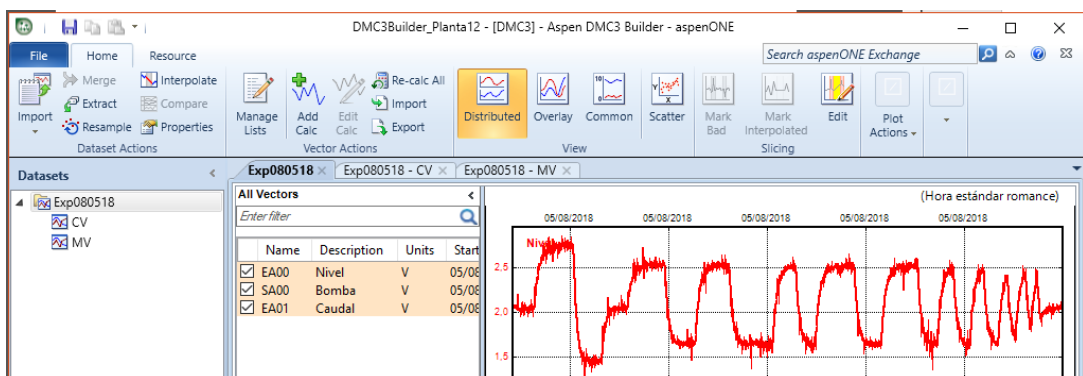 DMC3Builder_Planta12 - [DMC3] - Aspen DMC3 Builder - aspenONE
File Home Resource
Search aspenONE Exchange
Import
Merge
Extract
Resample
Interpolate
Compare
Properties
Dataset Actions
Manage
Lists
Add
Calc
Edit
Calc
Re-calc All
Import
Export
Vector Actions
Distributed
Overlay
Common
Scatter
View
Mark
Bad
Mark
Interpolated
Edit
Slicing
Plot
Actions
Datasets
Exp080518
CV
MV
Exp080518 Exp080518 - CV Exp080518 - MV
All Vectors
Enter filter
Name Description Units Start
EA00 Nivel V 05/08
SA00 Bomba V 05/08
EA01 Caudal V 05/08
(Hora estándar romance)
05/08/2018 05/08/2018 05/08/2018 05/08/2018 05/08/2018
Nivel
2.5
2.0
1.5